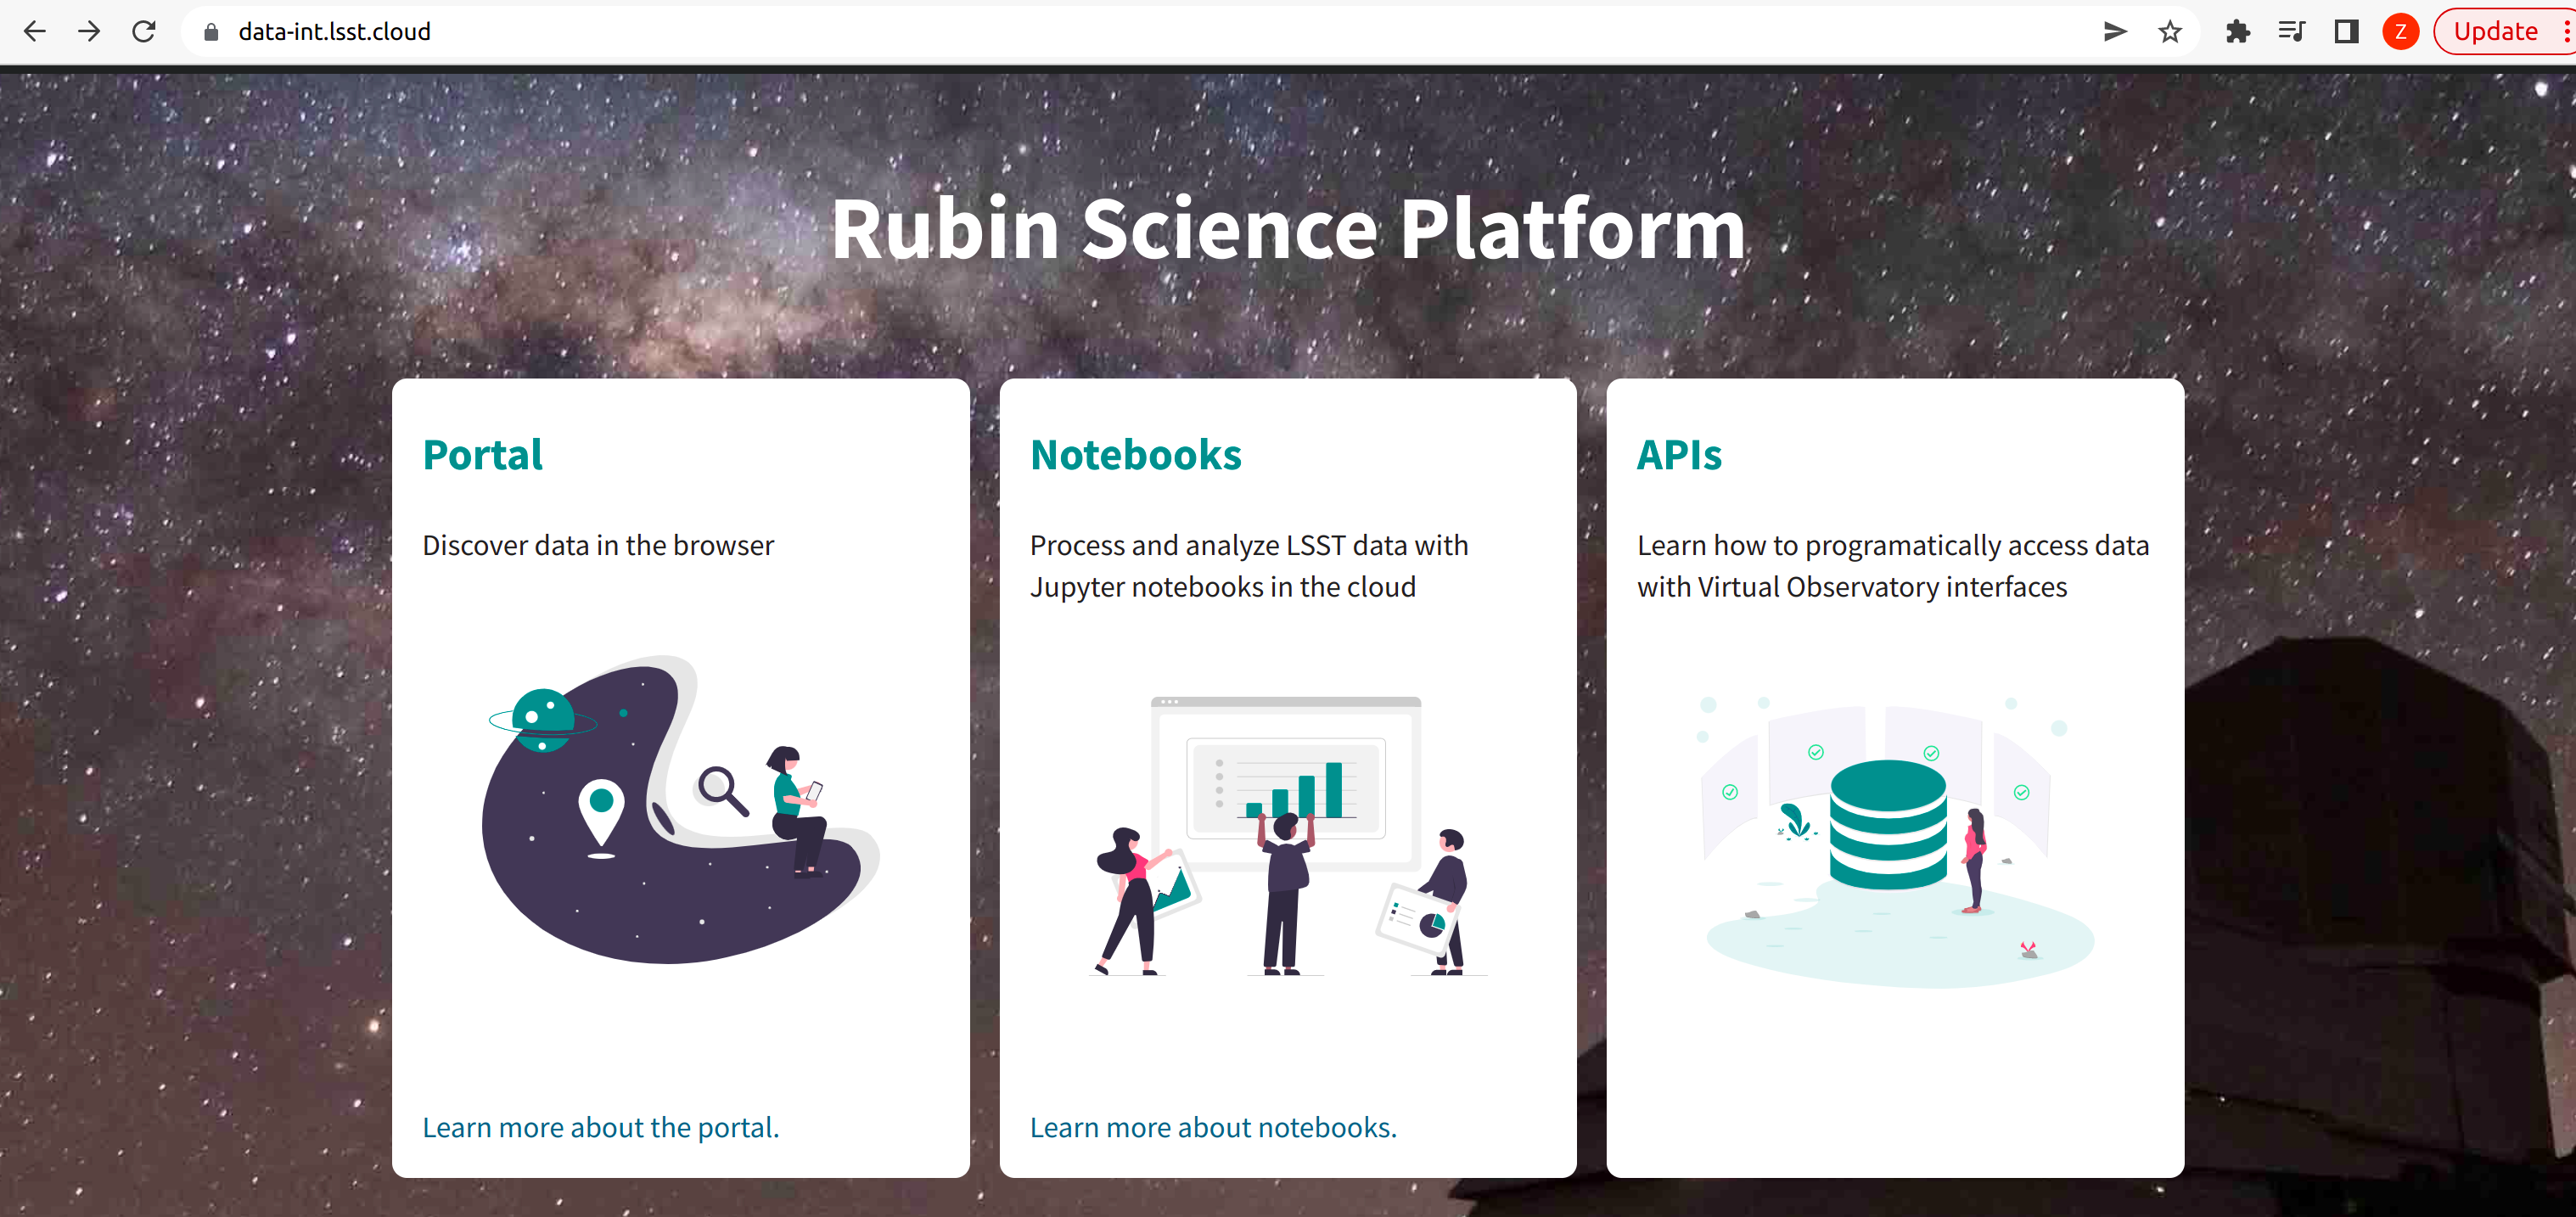 data-int.lsst.cloud
Z
Update
Rubin Science Platform
Portal
Discover data in the browser
Learn more about the portal.
Notebooks
Process and analyze LSST data with
Jupyter notebooks in the cloud
Learn more about notebooks.
APIs
Learn how to programatically access data
with Virtual Observatory interfaces